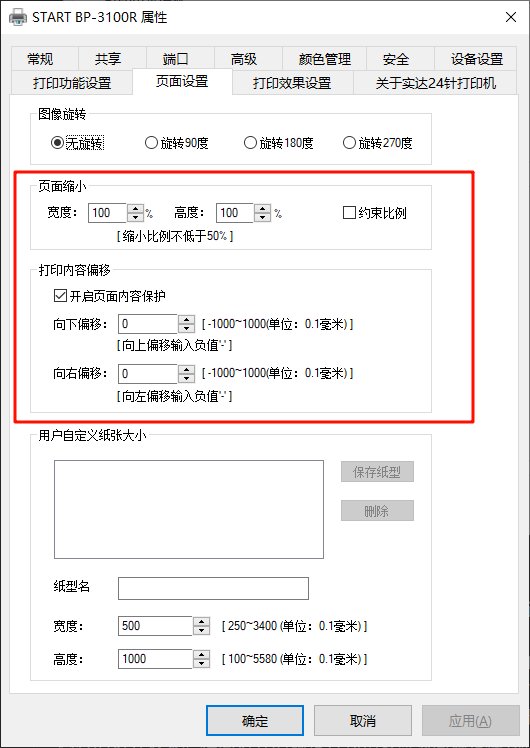 START BP-3100R 属性
常规 共享 端口 高级 颜色管理 安全 设备设置
打印功能设置 页面设置 打印效果设置 关于实达24针打印机
图像旋转
无旋转 旋转90度 旋转180度 旋转270度
页面缩小
宽度： 100 % 高度： 100 % 约束比例
[ 缩小比例不低于50% ]
打印内容偏移
开启页面内容保护
向下偏移： 0 [ -1000~1000(单位：0.1毫米) ]
[向上偏移输入负值'-' ]
向右偏移： 0 [ -1000~1000(单位：0.1毫米) ]
[向左偏移输入负值'-' ]
用户自定义纸张大小
保存纸型
删除
纸型名
宽度： 500 [ 250~3400 (单位：0.1毫米) ]
高度： 1000 [ 100~5580 (单位：0.1毫米) ]
确定 取消 应用(A)